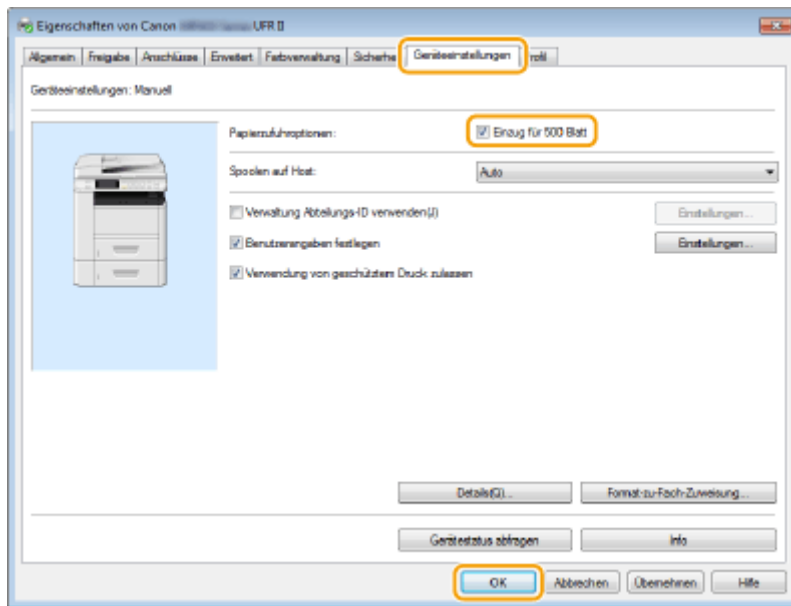 Eigenschaften von Canon UFR II
Allgemein Freigabe Anschlüsse Erweitert Farbverwaltung Sicherhe Geräteeinstellungen rofil
Geräteeinstellungen: Manuell
Papierzufuhroptionen: Einzug für 500 Blatt
Spoolen auf Host: Auto
Verwaltung Abteilungs-ID verwenden(J) Einstellungen...
Benutzerangaben festlegen Einstellungen...
Verwendung von geschütztem Druck zulassen
Details(Q)... Format-zu-Fach-Zuweisung...
Gerätestatus abfragen Info
OK Abbrechen Übernehmen Hilfe